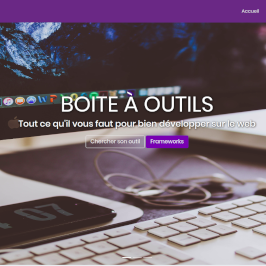 Accueil
BOITE À OUTILS
Tout ce qu'il vous faut pour bien développer sur le web
Chercher son outil
Frameworks